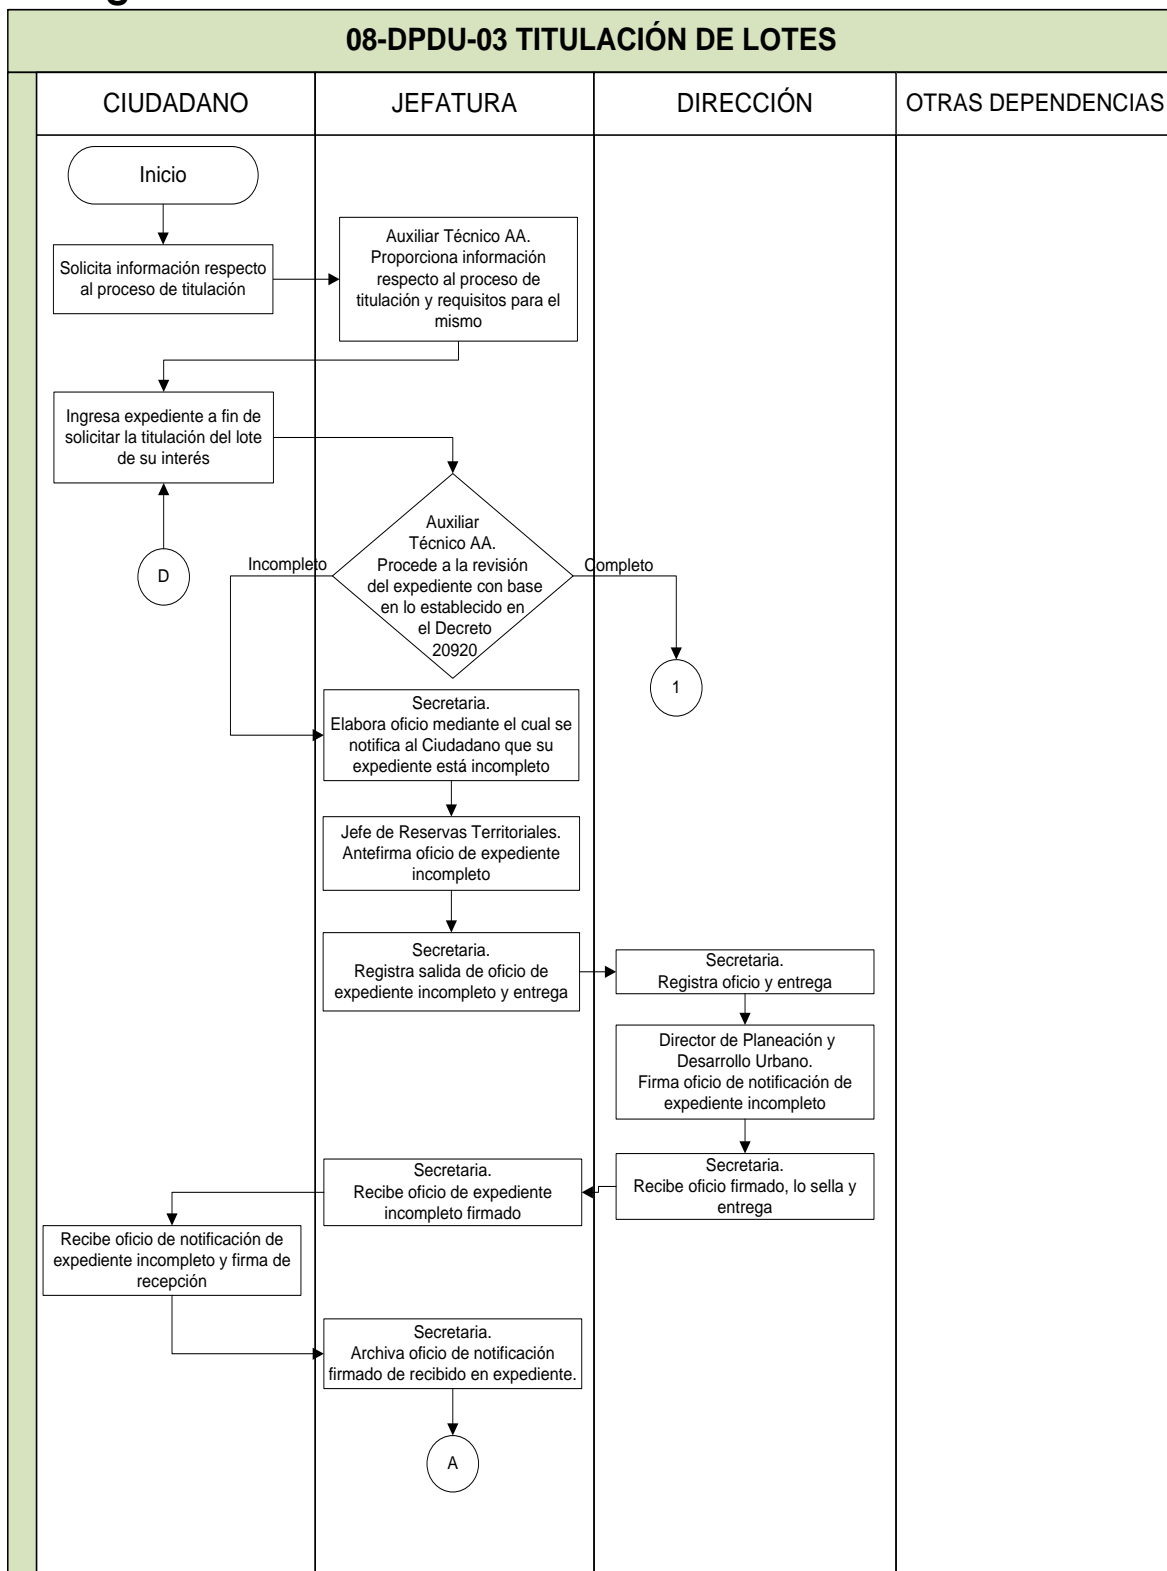 08-DPDU-03 TITULACIÓN DE LOTES
CIUDADANO
JEFATURA
DIRECCIÓN
OTRAS DEPENDENCIAS
Inicio
Solicita información respecto
al proceso de titulación
Auxiliar Técnico AA.
Proporciona información
respecto al proceso de
titulación y requisitos para el
mismo
Ingresa expediente a fin de
solicitar la titulación del lote
de su interés
D
Auxiliar
Técnico AA.
Procede a la revisión
del expediente con base
en lo establecido en
el Decreto
20920
Incompleto
Completo
1
Secretaria.
Elabora oficio mediante el cual se
notifica al Ciudadano que su
expediente está incompleto
Jefe de Reservas Territoriales.
Antefirma oficio de expediente
incompleto
Secretaria.
Registra salida de oficio de
expediente incompleto y entrega
Secretaria.
Registra oficio y entrega
Director de Planeación y
Desarrollo Urbano.
Firma oficio de notificación de
expediente incompleto
Secretaria.
Recibe oficio firmado, lo sella y
entrega
Secretaria.
Recibe oficio de expediente
incompleto firmado
Recibe oficio de notificación de
expediente incompleto y firma de
recepción
Secretaria.
Archiva oficio de notificación
firmado de recibido en expediente.
A